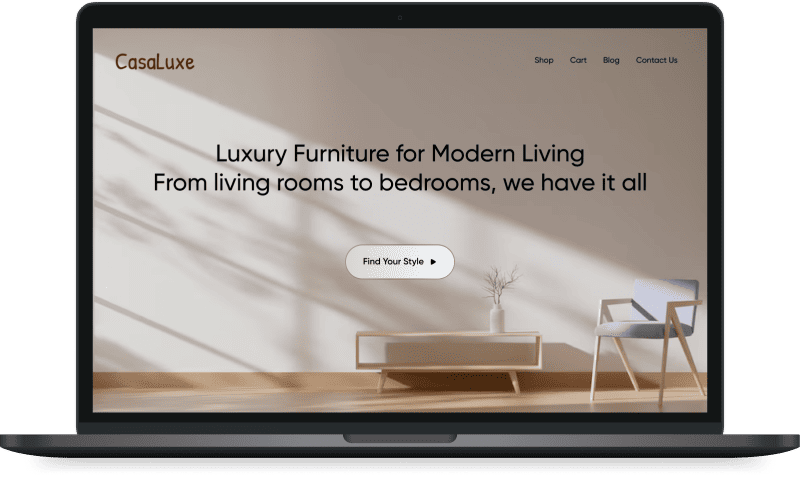 CasaLuxe
Shop Cart Blog Contact Us
Luxury Furniture for Modern Living
From living rooms to bedrooms, we have it all
Find Your Style